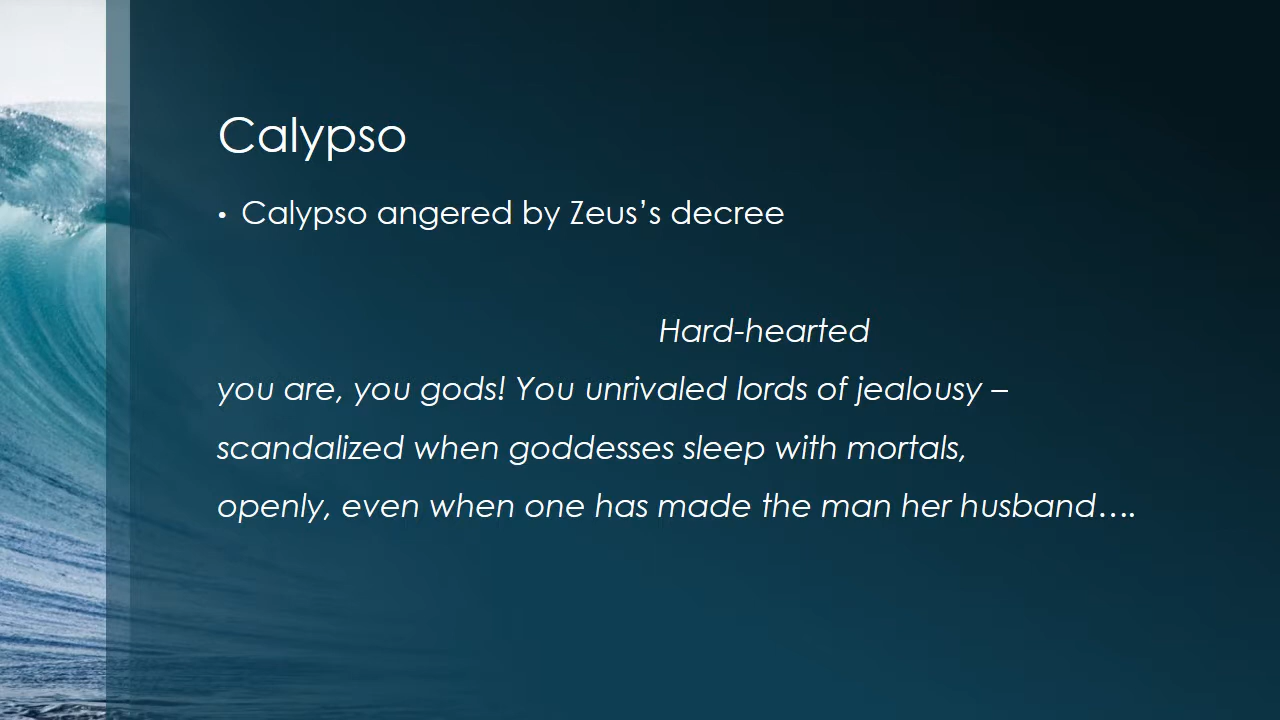 Calypso
• Calypso angered by Zeus’s decree
Hard-hearted
you are, you gods! You unrivaled lords of jealousy –
scandalized when goddesses sleep with mortals,
openly, even when one has made the man her husband….